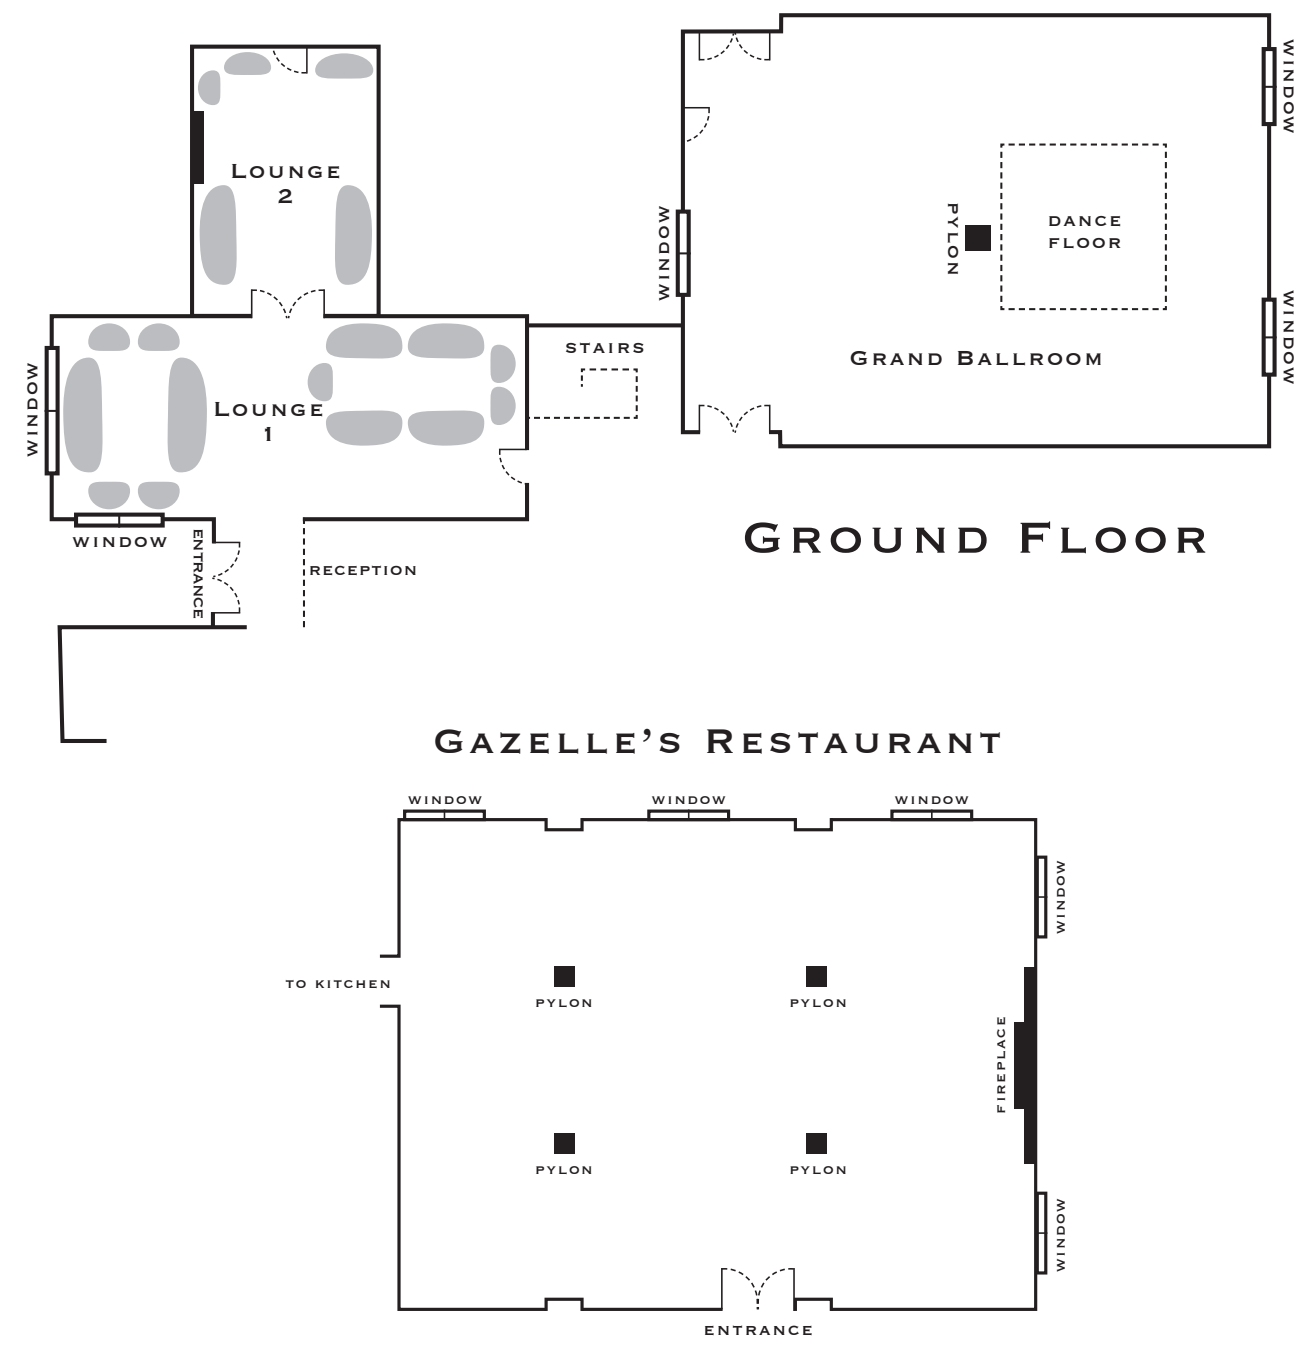 WINDOW
LOUNGE
2
WINDOW
PYLON
DANCE
FLOOR
WINDOW
STAIRS
GRAND BALLROOM
WINDOW
WINDOW
LOUNGE
1
WINDOW
ENTRANCE
RECEPTION
GROUND FLOOR
GAZELLE'S RESTAURANT
WINDOW
WINDOW
WINDOW
WINDOW
TO KITCHEN
PYLON
PYLON
FIREPLACE
PYLON
PYLON
WINDOW
ENTRANCE